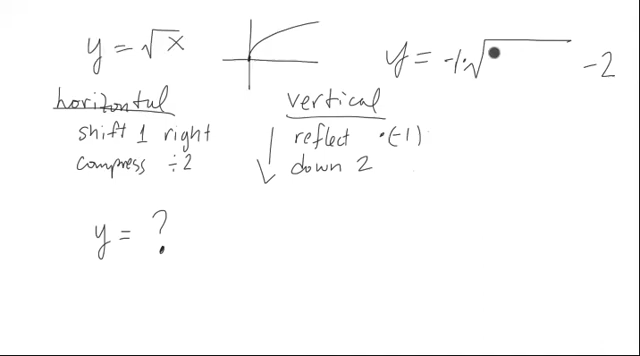 y = √x
y = -1·√ -2
horizontal
vertical
shift 1 right
reflect ·(-1)
compress ÷2
down 2
y = ?